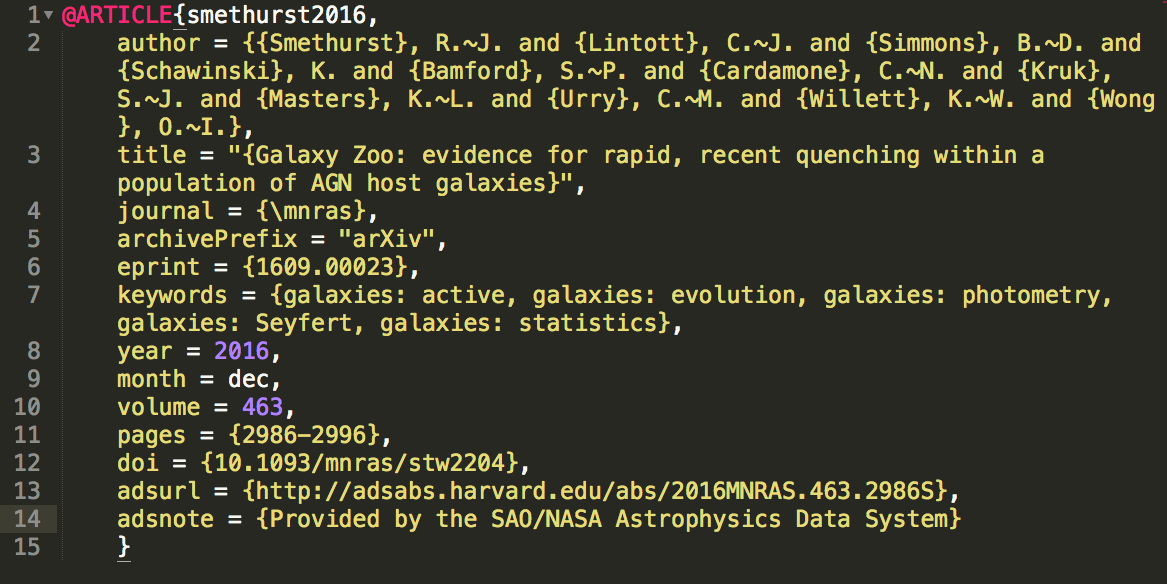 1 @ARTICLE{smethurst2016,
2 author = {{Smethurst}, R.~J. and {Lintott}, C.~J. and {Simmons}, B.~D. and
{Schawinski}, K. and {Bamford}, S.~P. and {Cardamone}, C.~N. and {Kruk},
S.~J. and {Masters}, K.~L. and {Urry}, C.~M. and {Willett}, K.~W. and {Wong
}, O.~I.},
3 title = "{Galaxy Zoo: evidence for rapid, recent quenching within a
population of AGN host galaxies}",
4 journal = {\mnras},
5 archivePrefix = "arXiv",
6 eprint = {1609.00023},
7 keywords = {galaxies: active, galaxies: evolution, galaxies: photometry,
galaxies: Seyfert, galaxies: statistics},
8 year = 2016,
9 month = dec,
10 volume = 463,
11 pages = {2986-2996},
12 doi = {10.1093/mnras/stw2204},
13 adsurl = {http://adsabs.harvard.edu/abs/2016MNRAS.463.2986S},
14 adsnote = {Provided by the SAO/NASA Astrophysics Data System}
15 }